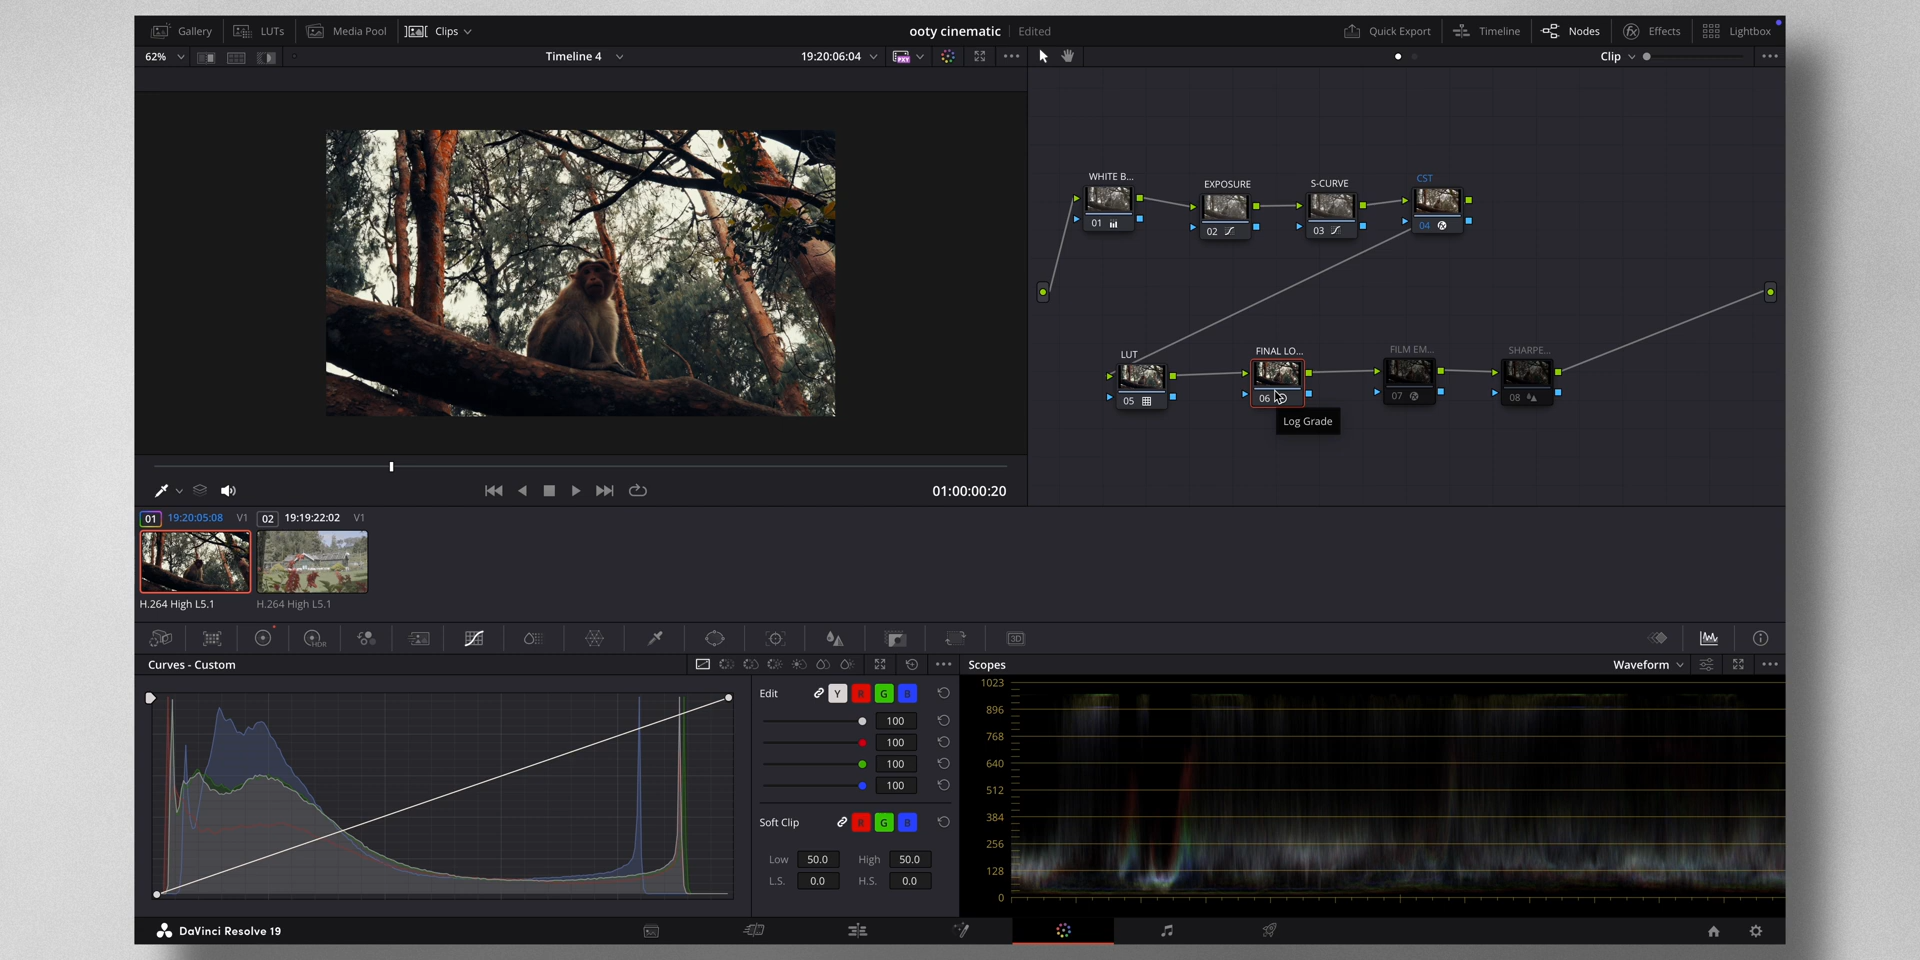 Gallery LUTs Media Pool Clips ooty cinematic Edited Quick Export Timeline Nodes Effects Lightbox
62% Timeline 4 19:20:06:04 PXY Clip
WHITE B... EXPOSURE S-CURVE CST
01 02 03 04
LUT FINAL LO... FILM EM... SHARPE...
05 06 07 08
Log Grade
01:00:00:20
01 19:20:05:08 V1 02 19:19:22:02 V1
H.264 High L5.1 H.264 High L5.1
HDR 3D
Curves - Custom Scopes Waveform
Edit Y R G B
100
100
100
100
Soft Clip R G B
Low 50.0 High 50.0
L.S. 0.0 H.S. 0.0
1023
896
768
640
512
384
256
128
0
DaVinci Resolve 19